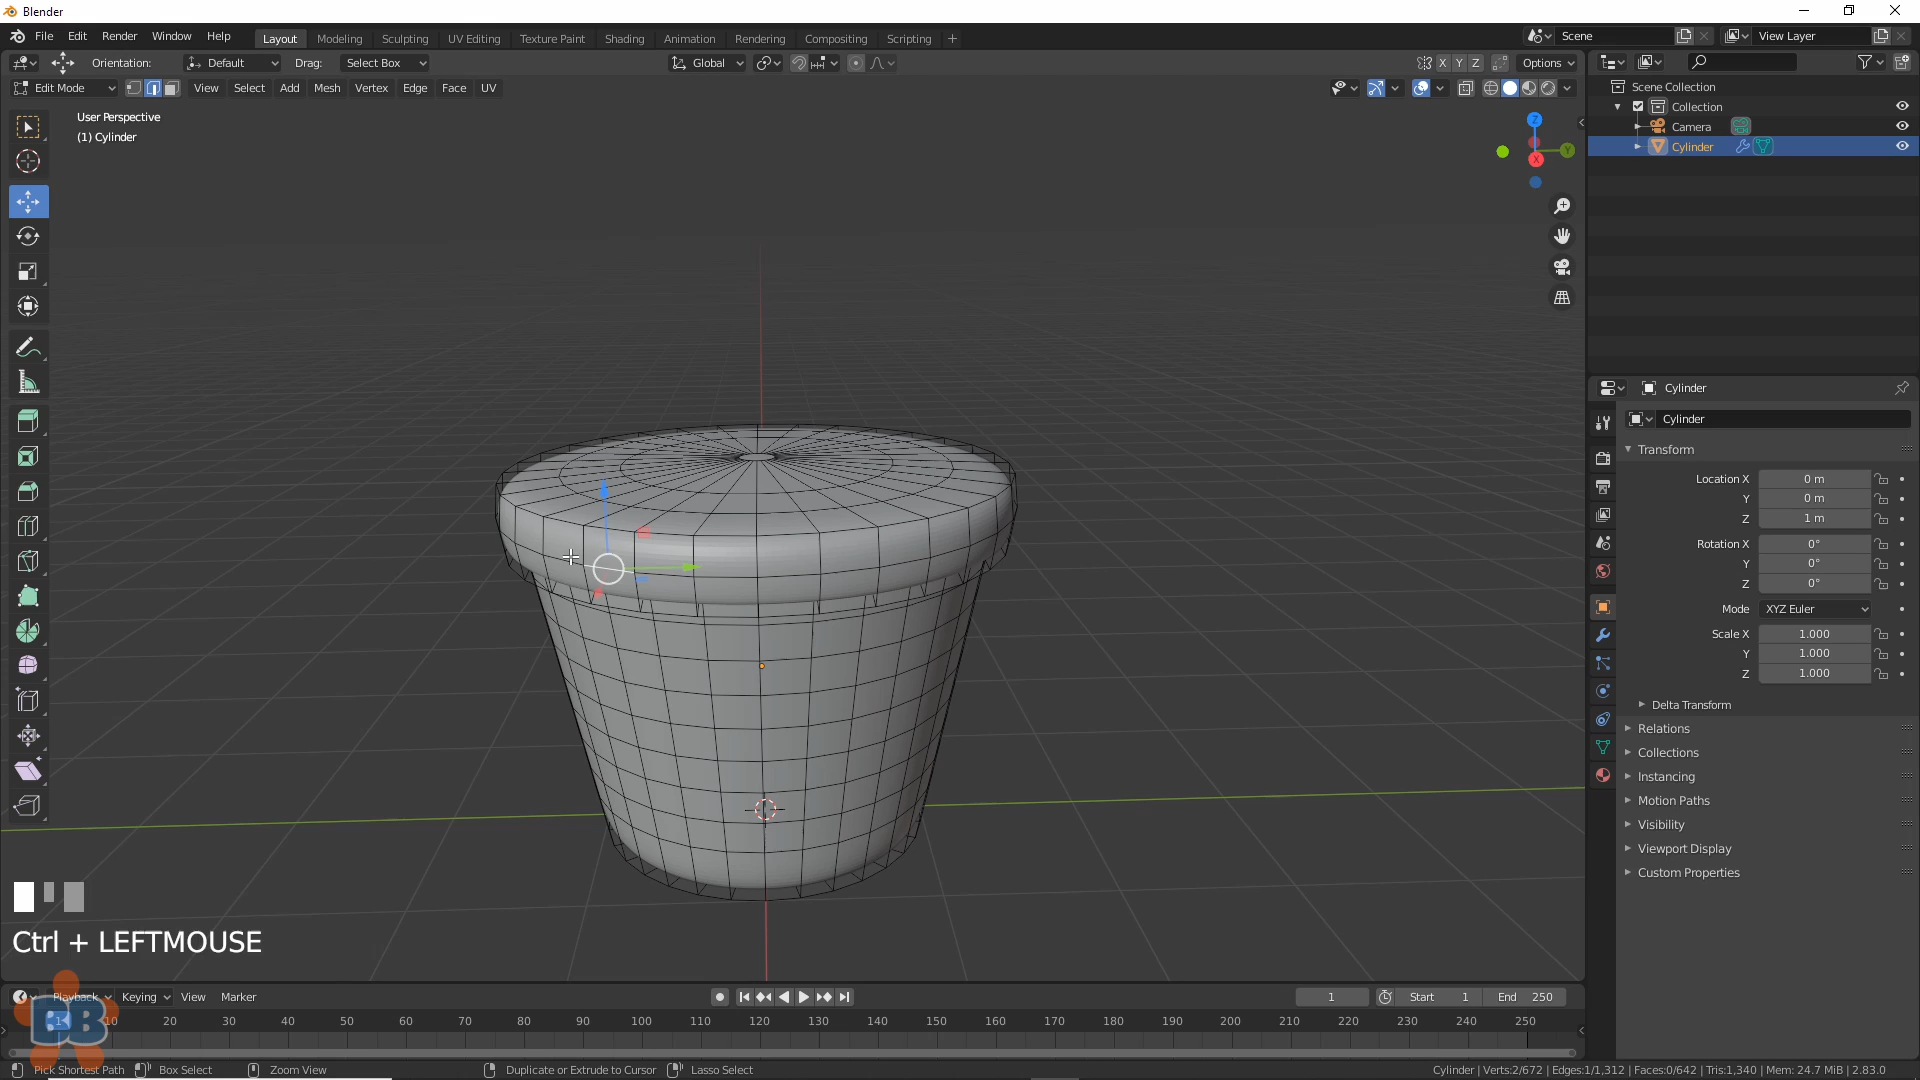 Blender
File Edit Render Window Help
Layout Modeling Sculpting UV Editing Texture Paint Shading Animation Rendering Compositing Scripting +
Scene View Layer
Orientation: Default Drag: Select Box Global X Y Z Options
Edit Mode View Select Add Mesh Vertex Edge Face UV
User Perspective
(1) Cylinder
Z
Y
X
Scene Collection
Collection
Camera
Cylinder
Cylinder
Cylinder
Transform
Location X 0 m
Y 0 m
Z 1 m
Rotation X 0°
Y 0°
Z 0°
Mode XYZ Euler
Scale X 1.000
Y 1.000
Z 1.000
Delta Transform
Relations
Collections
Instancing
Motion Paths
Visibility
Viewport Display
Custom Properties
Ctrl + LEFTMOUSE
Playback Keying View Marker 1 Start 1 End 250
1 10 20 30 40 50 60 70 80 90 100 110 120 130 140 150 160 170 180 190 200 210 220 230 240 250
BB
Pick Shortest Path Box Select Zoom View Duplicate or Extrude to Cursor Lasso Select Cylinder | Verts:2/672 | Edges:1/1,312 | Faces:0/642 | Tris:1,340 | Mem: 24.7 MiB | 2.83.0